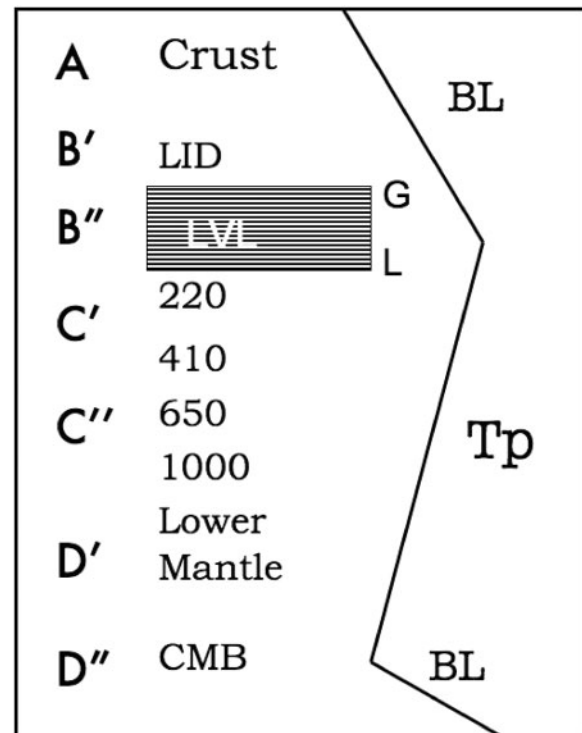 A Crust
BL
B′ LID
G
B″ LVL
L
220
C′
410
C″ 650
Tp
1000
Lower
D′ Mantle
D″ CMB BL